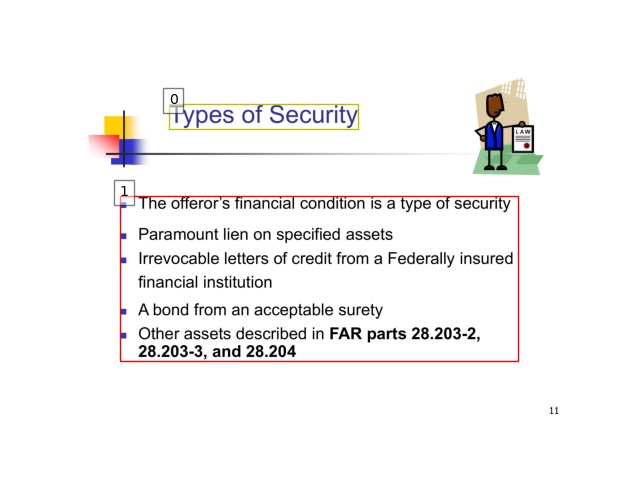 0
Types of Security
LAW
1
The offeror's financial condition is a type of security
Paramount lien on specified assets
Irrevocable letters of credit from a Federally insured
financial institution
A bond from an acceptable surety
Other assets described in FAR parts 28.203-2,
28.203-3, and 28.204
11